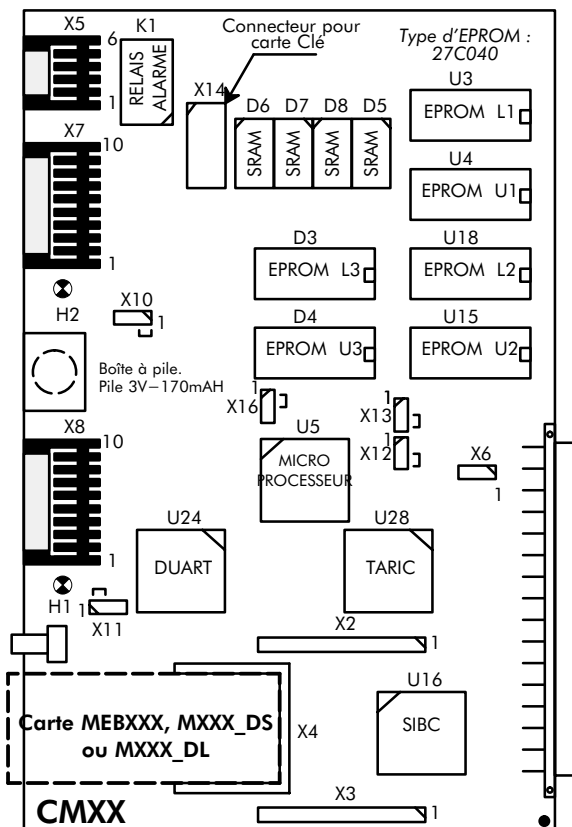 X5
6
1
K1
RELAIS
ALARME
Connecteur pour
carte Clé
Type d'EPROM :
27C040
X14
D6
SRAM
D7
SRAM
D8
SRAM
D5
SRAM
U3
EPROM L1
X7
10
1
U4
EPROM U1
D3
EPROM L3
U18
EPROM L2
H2
X10
1
D4
EPROM U3
U15
EPROM U2
Boîte à pile.
Pile 3V–170mAH
1
X16
1
X13
1
X12
X8
10
1
U5
MICRO
PROCESSEUR
X6
1
U24
DUART
U28
TARIC
H1
1
X11
X2
1
U16
SIBC
Carte MEBXXX, MXXX_DS
ou MXXX_DL
X4
X3
1
CMXX